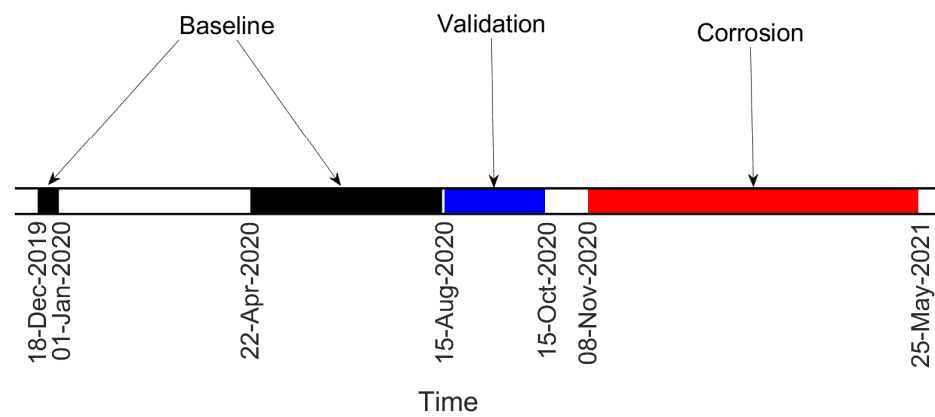 Baseline
Validation
Corrosion
18-Dec-2019
01-Jan-2020
22-Apr-2020
15-Aug-2020
15-Oct-2020
08-Nov-2020
25-May-2021
Time